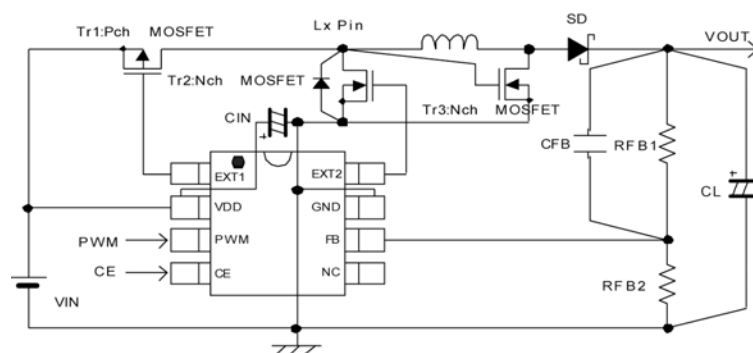 Tr1:Pch MOSFET
Lx Pin
SD
VOUT
Tr2:Nch
MOSFET
Tr3:Nch
MOSFET
CIN
+
CFB
RFB1
+
CL
EXT1
EXT2
VDD
GND
PWM
PWM
FB
CE
CE
NC
VIN
RFB2